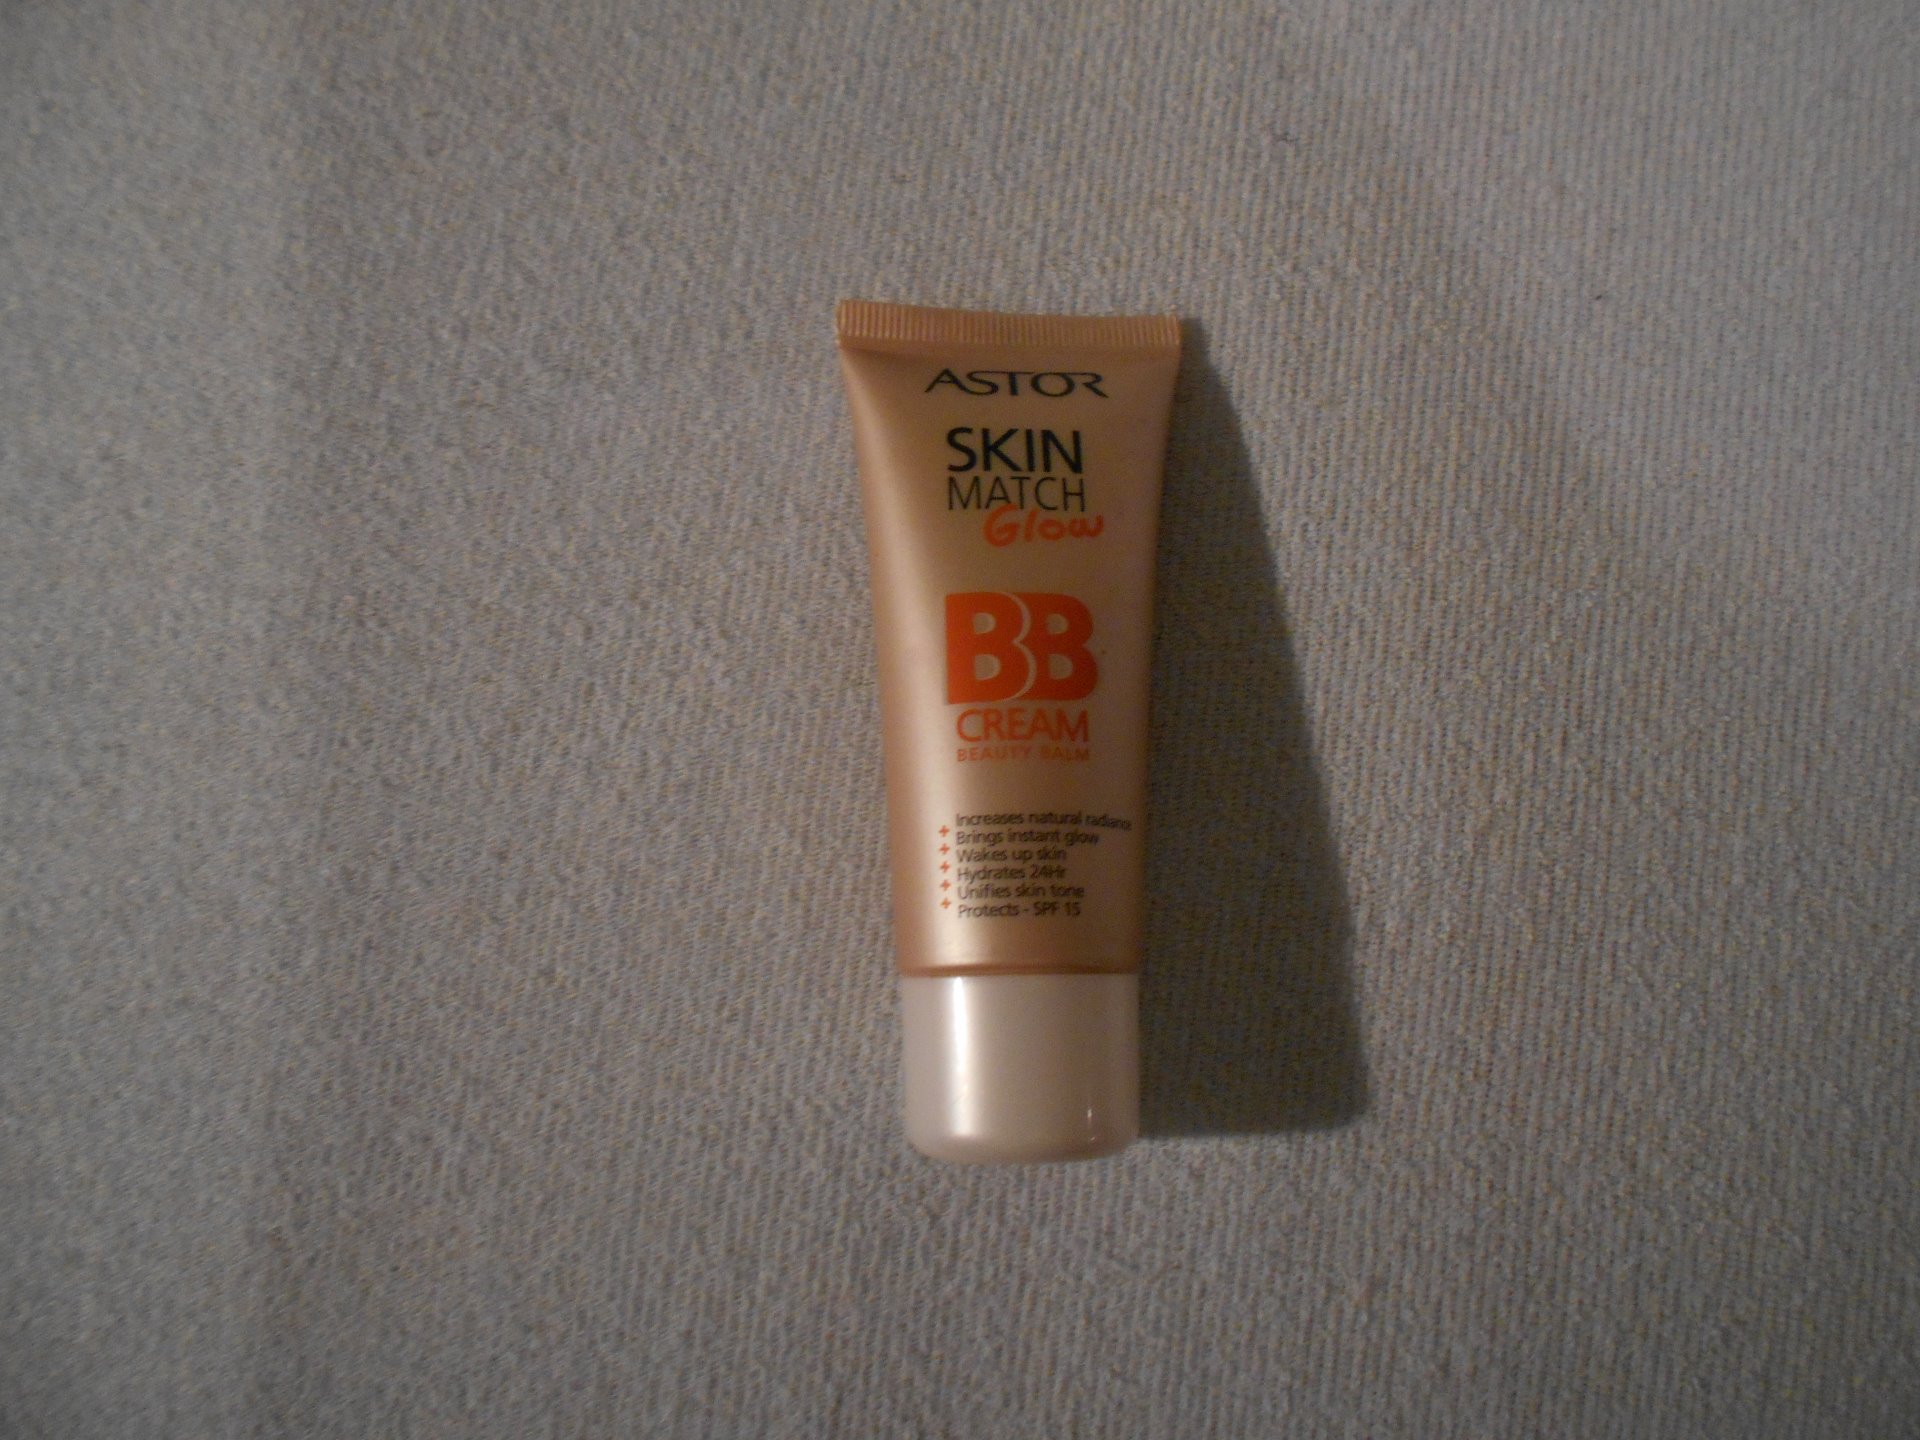 ASTOR
SKIN
MATCH
Glow
BB
CREAM
BEAUTY BALM
Increases natural radiance
+ Brings instant glow
+ Wakes up skin
+ Hydrates 24Hr
+ Unifies skin tone
+ Protects - SPF 15